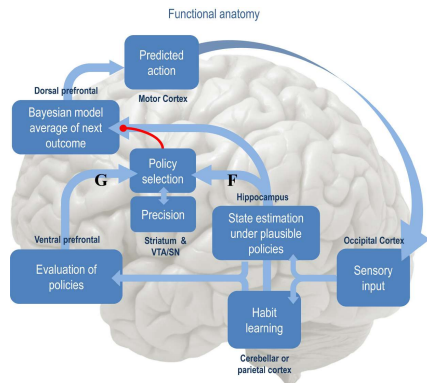 Functional anatomy
Predicted
action
Motor Cortex
Dorsal prefrontal
Bayesian model
average of next
outcome
Policy
selection
G
F
Precision
Striatum &
VTA/SN
Hippocampus
State estimation
under plausible
policies
Occipital Cortex
Sensory
input
Ventral prefrontal
Evaluation of
policies
Habit
learning
Cerebellar or
parietal cortex